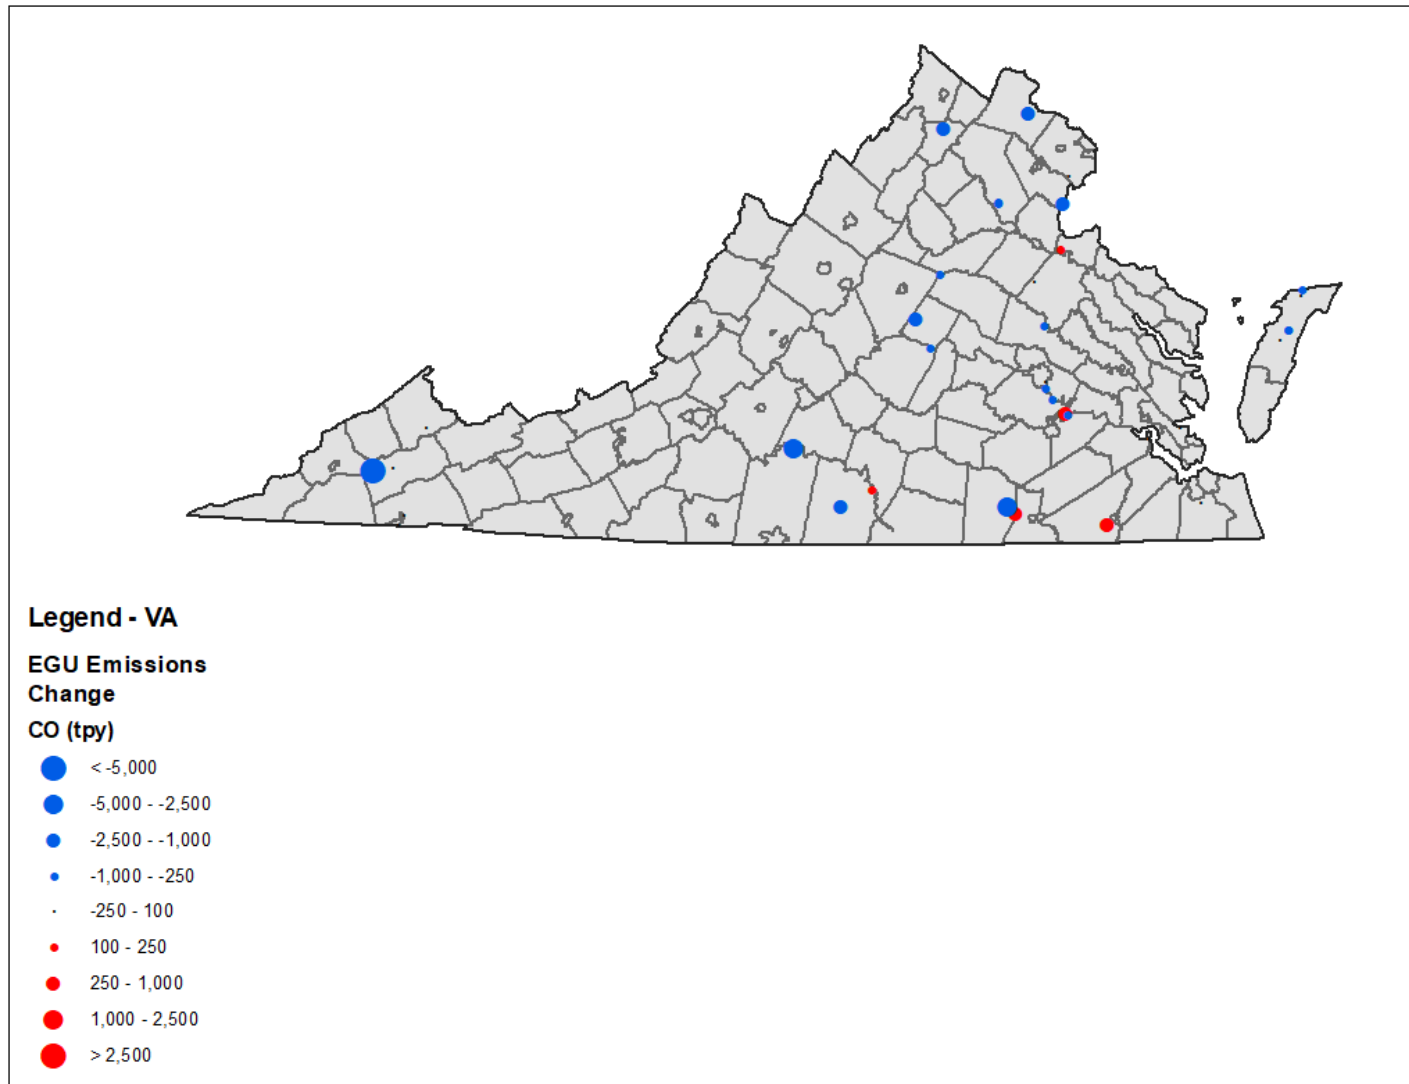 Legend - VA
EGU Emissions
Change
CO (tpy)
< -5,000
-5,000 - -2,500
-2,500 - -1,000
-1,000 - -250
-250 - 100
100 - 250
250 - 1,000
1,000 - 2,500
> 2,500